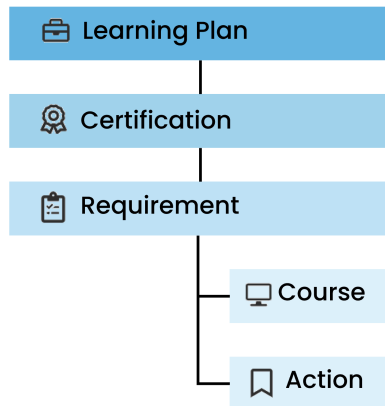 Learning Plan
Certification
Requirement
Course
Action